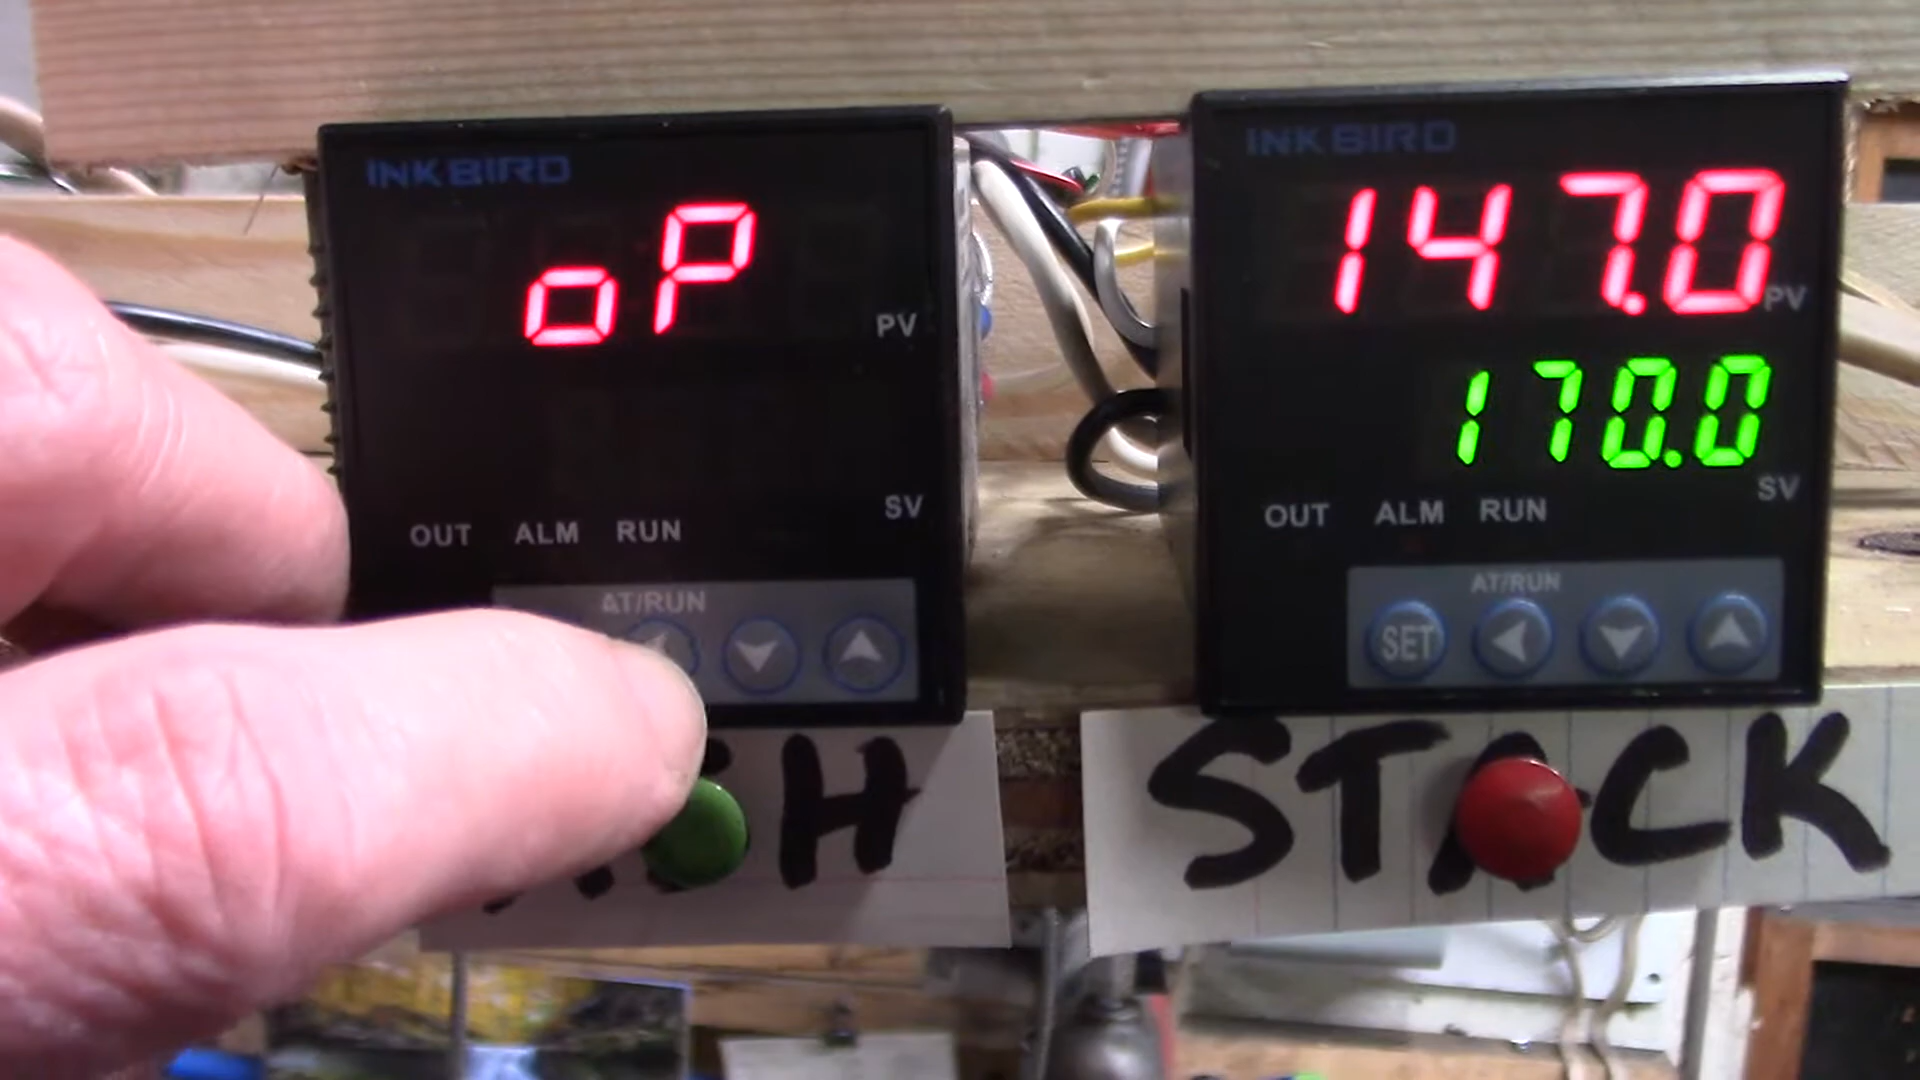 INKBIRD
oP
PV
SV
OUT ALM RUN
AT/RUN
INKBIRD
147.0
PV
170.0
SV
OUT ALM RUN
AT/RUN
SET
STACK